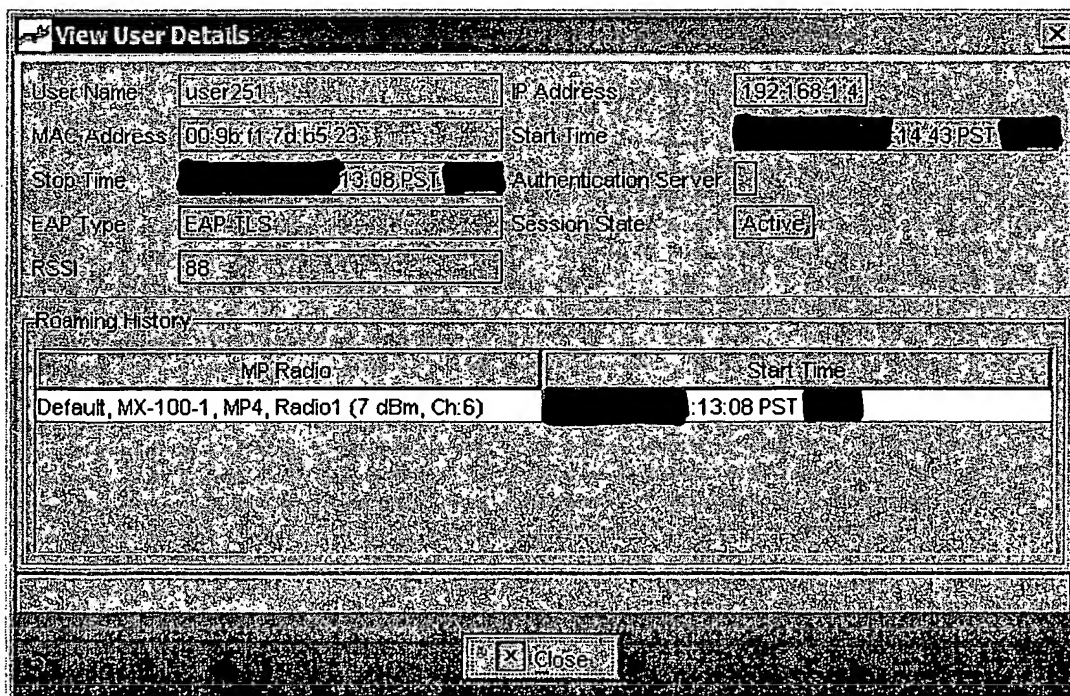 View User Details
User Name user251 IP Address 192.168.1.4
MAC Address 00:9b:f1:7d:b5:23 Start Time :14:43 PST
Stop Time 13:08 PST Authentication Server
EAP Type EAP-TLS Session State Active
RSSI 88
Roaming History
MP Radio Start Time
Default, MX-100-1, MP4, Radio1 (7 dBm, Ch:6) :13:08 PST
Close